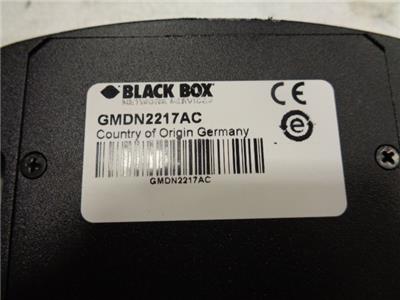 BLACK BOX
NETWORK SERVICES
GMDN2217AC
Country of Origin Germany
GMDN2217AC
CE
e